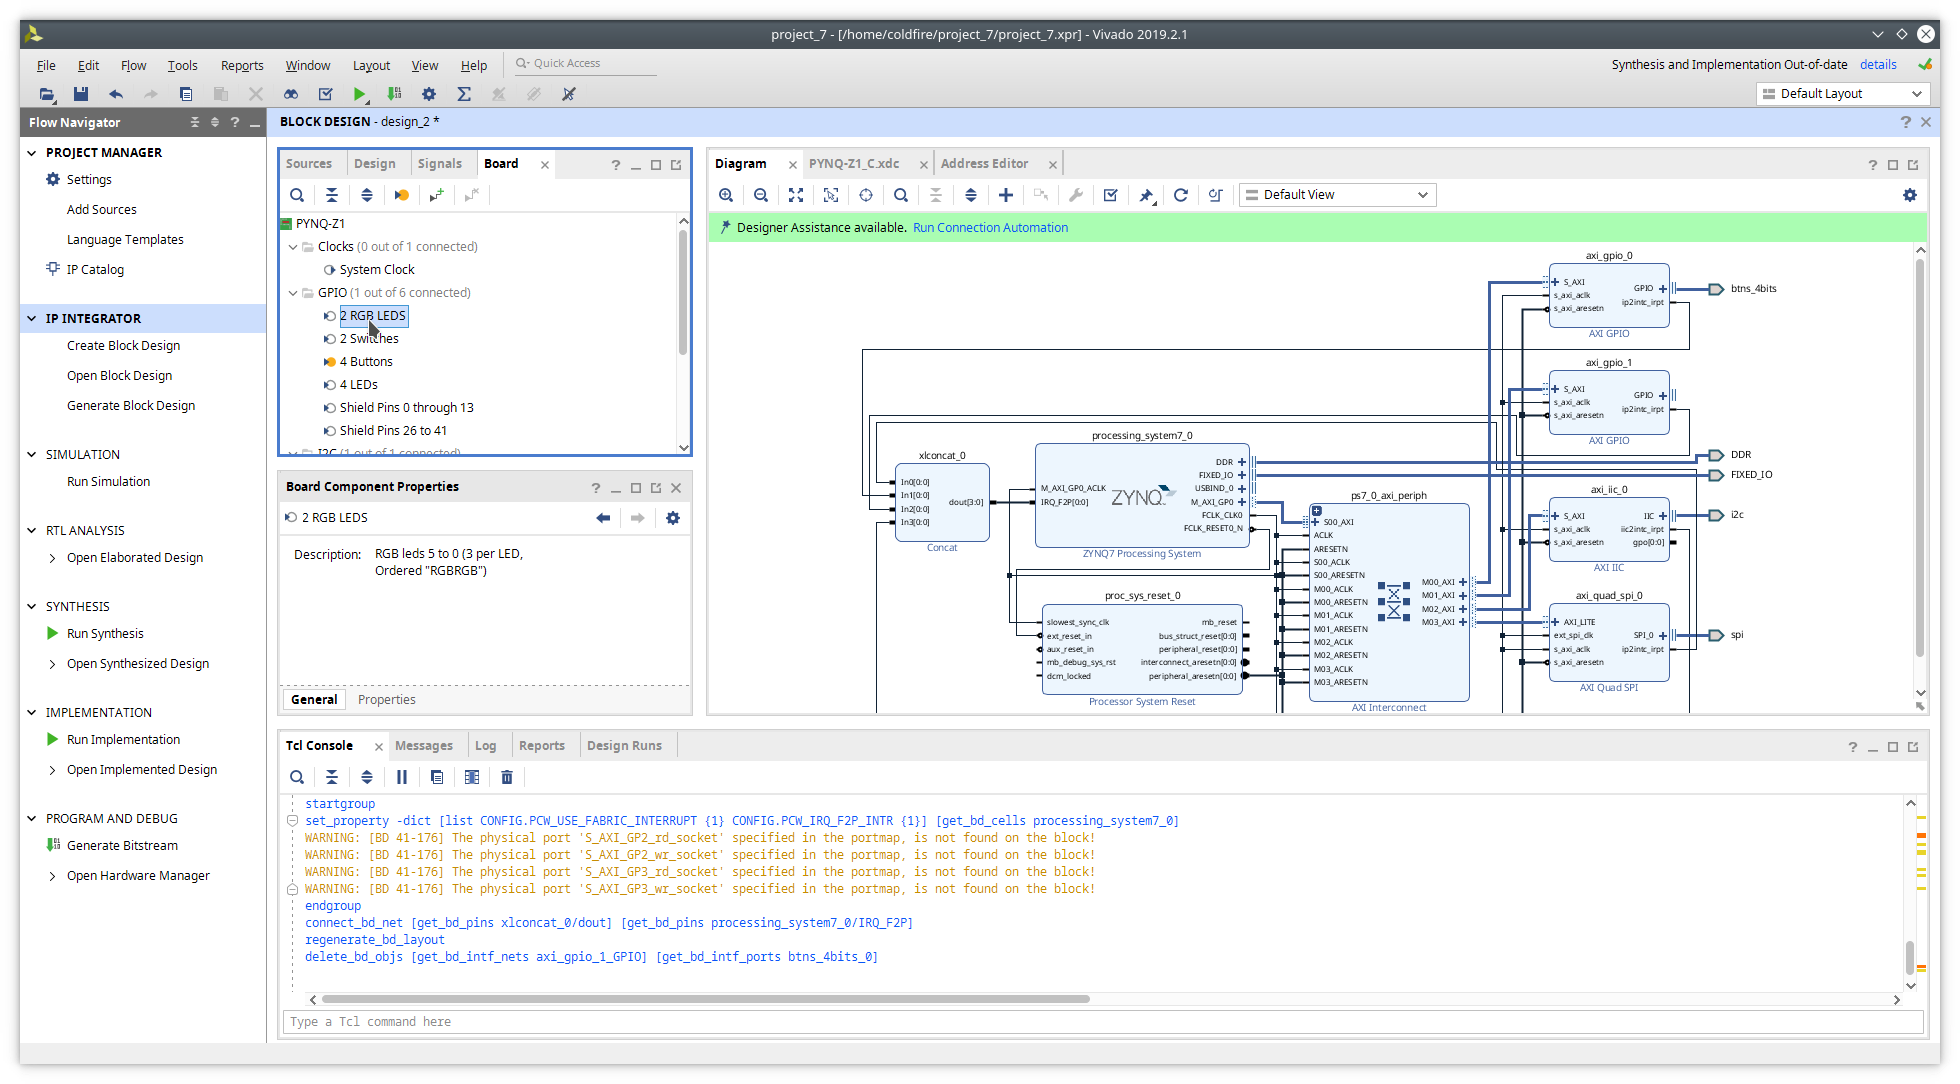 project_7 - [/home/coldfire/project_7/project_7.xpr] - Vivado 2019.2.1
File Edit Flow Tools Reports Window Layout View Help Quick Access
Synthesis and Implementation Out-of-date details
Default Layout
Flow Navigator
PROJECT MANAGER
Settings
Add Sources
Language Templates
IP Catalog
IP INTEGRATOR
Create Block Design
Open Block Design
Generate Block Design
SIMULATION
Run Simulation
RTL ANALYSIS
Open Elaborated Design
SYNTHESIS
Run Synthesis
Open Synthesized Design
IMPLEMENTATION
Run Implementation
Open Implemented Design
PROGRAM AND DEBUG
Generate Bitstream
Open Hardware Manager
BLOCK DESIGN - design_2 *
Sources Design Signals Board
PYNQ-Z1
Clocks (0 out of 1 connected)
System Clock
GPIO (1 out of 6 connected)
2 RGB LEDS
2 Switches
4 Buttons
4 LEDs
Shield Pins 0 through 13
Shield Pins 26 to 41
I2C (1 out of 1 connected)
Board Component Properties
2 RGB LEDS
Description: RGB leds 5 to 0 (3 per LED,
Ordered "RGBRGB")
General Properties
Diagram PYNQ-Z1_C.xdc Address Editor
Default View
Designer Assistance available. Run Connection Automation
axi_gpio_0
S_AXI
s_axi_aclk
s_axi_aresetn
GPIO
ip2intc_irpt
AXI GPIO
btns_4bits
axi_gpio_1
S_AXI
s_axi_aclk
s_axi_aresetn
GPIO
ip2intc_irpt
AXI GPIO
xlconcat_0
In0[0:0]
In1[0:0]
In2[0:0]
In3[0:0]
dout[3:0]
Concat
processing_system7_0
M_AXI_GP0_ACLK
IRQ_F2P[0:0]
ZYNQ
DDR
FIXED_IO
USBIND_0
M_AXI_GP0
FCLK_CLK0
FCLK_RESET0_N
ZYNQ7 Processing System
DDR
FIXED_IO
proc_sys_reset_0
slowest_sync_clk
ext_reset_in
aux_reset_in
mb_debug_sys_rst
dcm_locked
mb_reset
bus_struct_reset[0:0]
peripheral_reset[0:0]
interconnect_aresetn[0:0]
peripheral_aresetn[0:0]
Processor System Reset
ps7_0_axi_periph
S00_AXI
ACLK
ARESETN
S00_ACLK
S00_ARESETN
M00_ACLK
M00_ARESETN
M01_ACLK
M01_ARESETN
M02_ACLK
M02_ARESETN
M03_ACLK
M03_ARESETN
M00_AXI
M01_AXI
M02_AXI
M03_AXI
AXI Interconnect
axi_iic_0
S_AXI
s_axi_aclk
s_axi_aresetn
IIC
iic2intc_irpt
gpo[0:0]
AXI IIC
i2c
axi_quad_spi_0
AXI_LITE
ext_spi_clk
s_axi_aclk
s_axi_aresetn
SPI_0
ip2intc_irpt
AXI Quad SPI
spi
Tcl Console Messages Log Reports Design Runs
startgroup
set_property -dict [list CONFIG.PCW_USE_FABRIC_INTERRUPT {1} CONFIG.PCW_IRQ_F2P_INTR {1}] [get_bd_cells processing_system7_0]
WARNING: [BD 41-176] The physical port 'S_AXI_GP2_rd_socket' specified in the portmap, is not found on the block!
WARNING: [BD 41-176] The physical port 'S_AXI_GP2_wr_socket' specified in the portmap, is not found on the block!
WARNING: [BD 41-176] The physical port 'S_AXI_GP3_rd_socket' specified in the portmap, is not found on the block!
WARNING: [BD 41-176] The physical port 'S_AXI_GP3_wr_socket' specified in the portmap, is not found on the block!
endgroup
connect_bd_net [get_bd_pins xlconcat_0/dout] [get_bd_pins processing_system7_0/IRQ_F2P]
regenerate_bd_layout
delete_bd_objs [get_bd_intf_nets axi_gpio_1_GPIO] [get_bd_intf_ports btns_4bits_0]
Type a Tcl command here